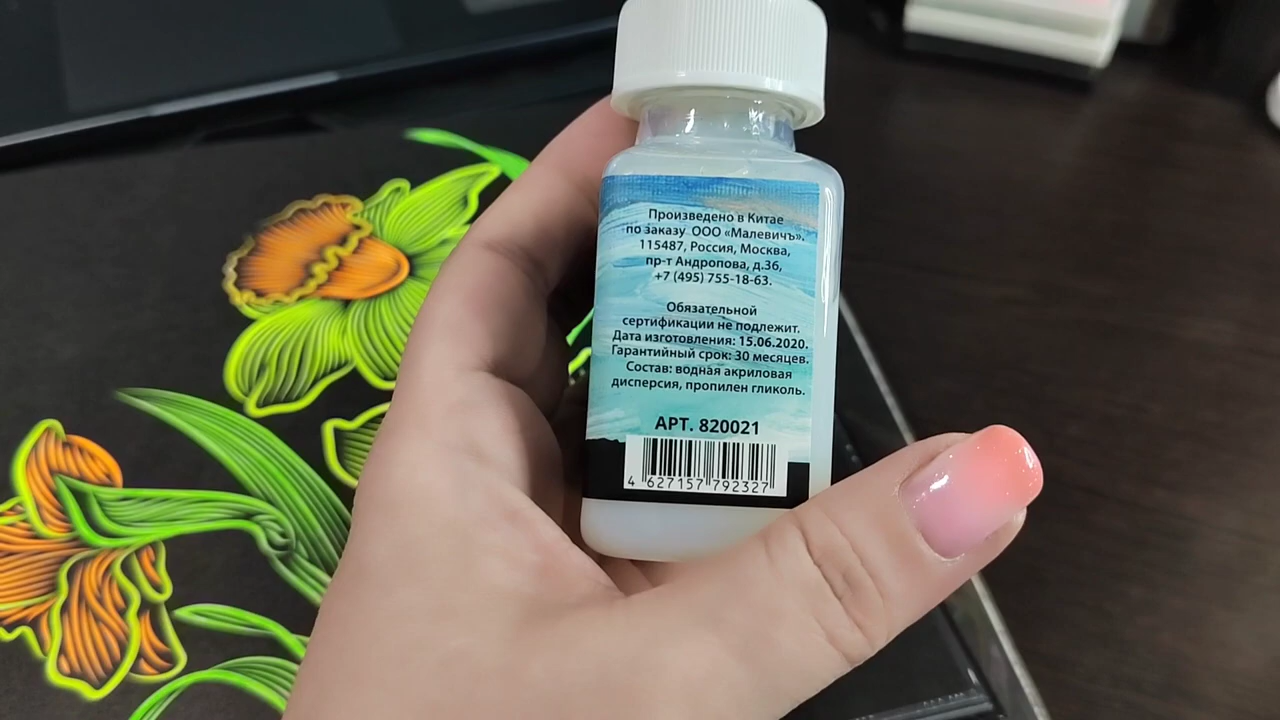 Произведено в Китае
по заказу ООО «Малевичъ».
115487, Россия, Москва,
пр-т Андропова, д.36,
+7 (495) 755-18-63.
Обязательной
сертификации не подлежит.
Дата изготовления: 15.06.2020.
Гарантийный срок: 30 месяцев.
Состав: водная акриловая
дисперсия, пропилен гликоль.
АРТ. 820021
4 627157 792327